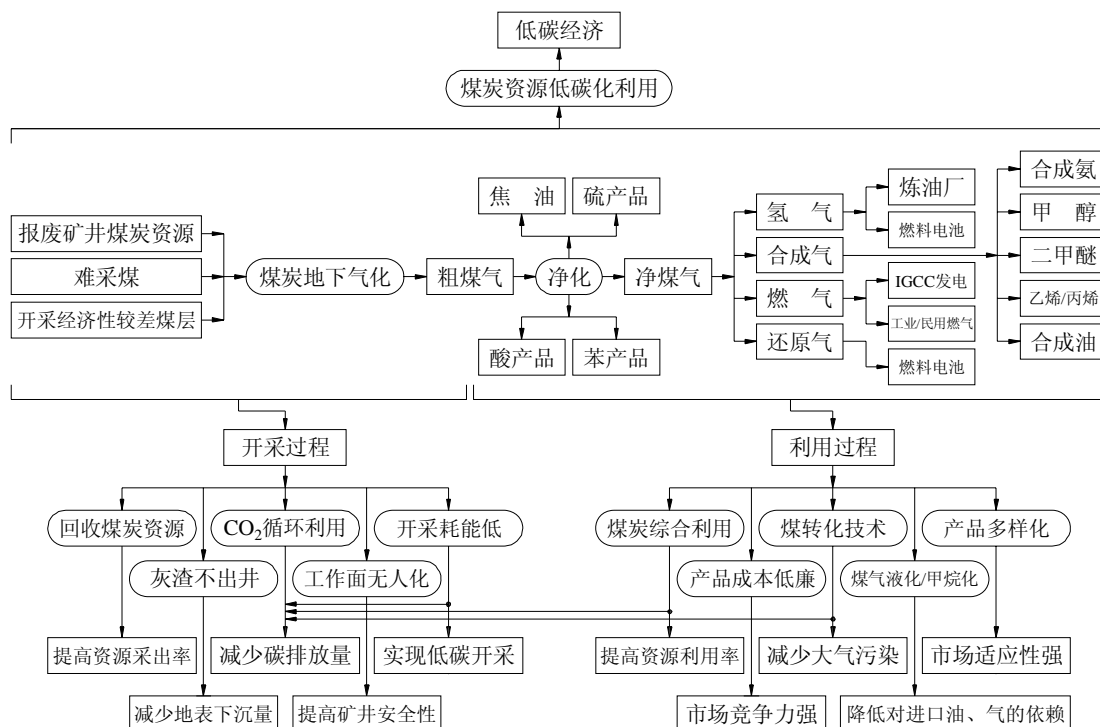 低碳经济
煤炭资源低碳化利用
焦 油
硫产品
报废矿井煤炭资源
难采煤
开采经济性较差煤层
煤炭地下气化
粗煤气
净化
净煤气
酸产品
苯产品
氢 气
合成气
燃 气
还原气
炼油厂
燃料电池
IGCC发电
工业/民用燃气
燃料电池
合成氨
甲 醇
二甲醚
乙烯/丙烯
合成油
开采过程
利用过程
回收煤炭资源
CO₂循环利用
开采耗能低
煤炭综合利用
煤转化技术
产品多样化
灰渣不出井
工作面无人化
产品成本低廉
煤气液化/甲烷化
提高资源采出率
减少碳排放量
实现低碳开采
提高资源利用率
减少大气污染
市场适应性强
减少地表下沉量
提高矿井安全性
市场竞争力强
降低对进口油、气的依赖